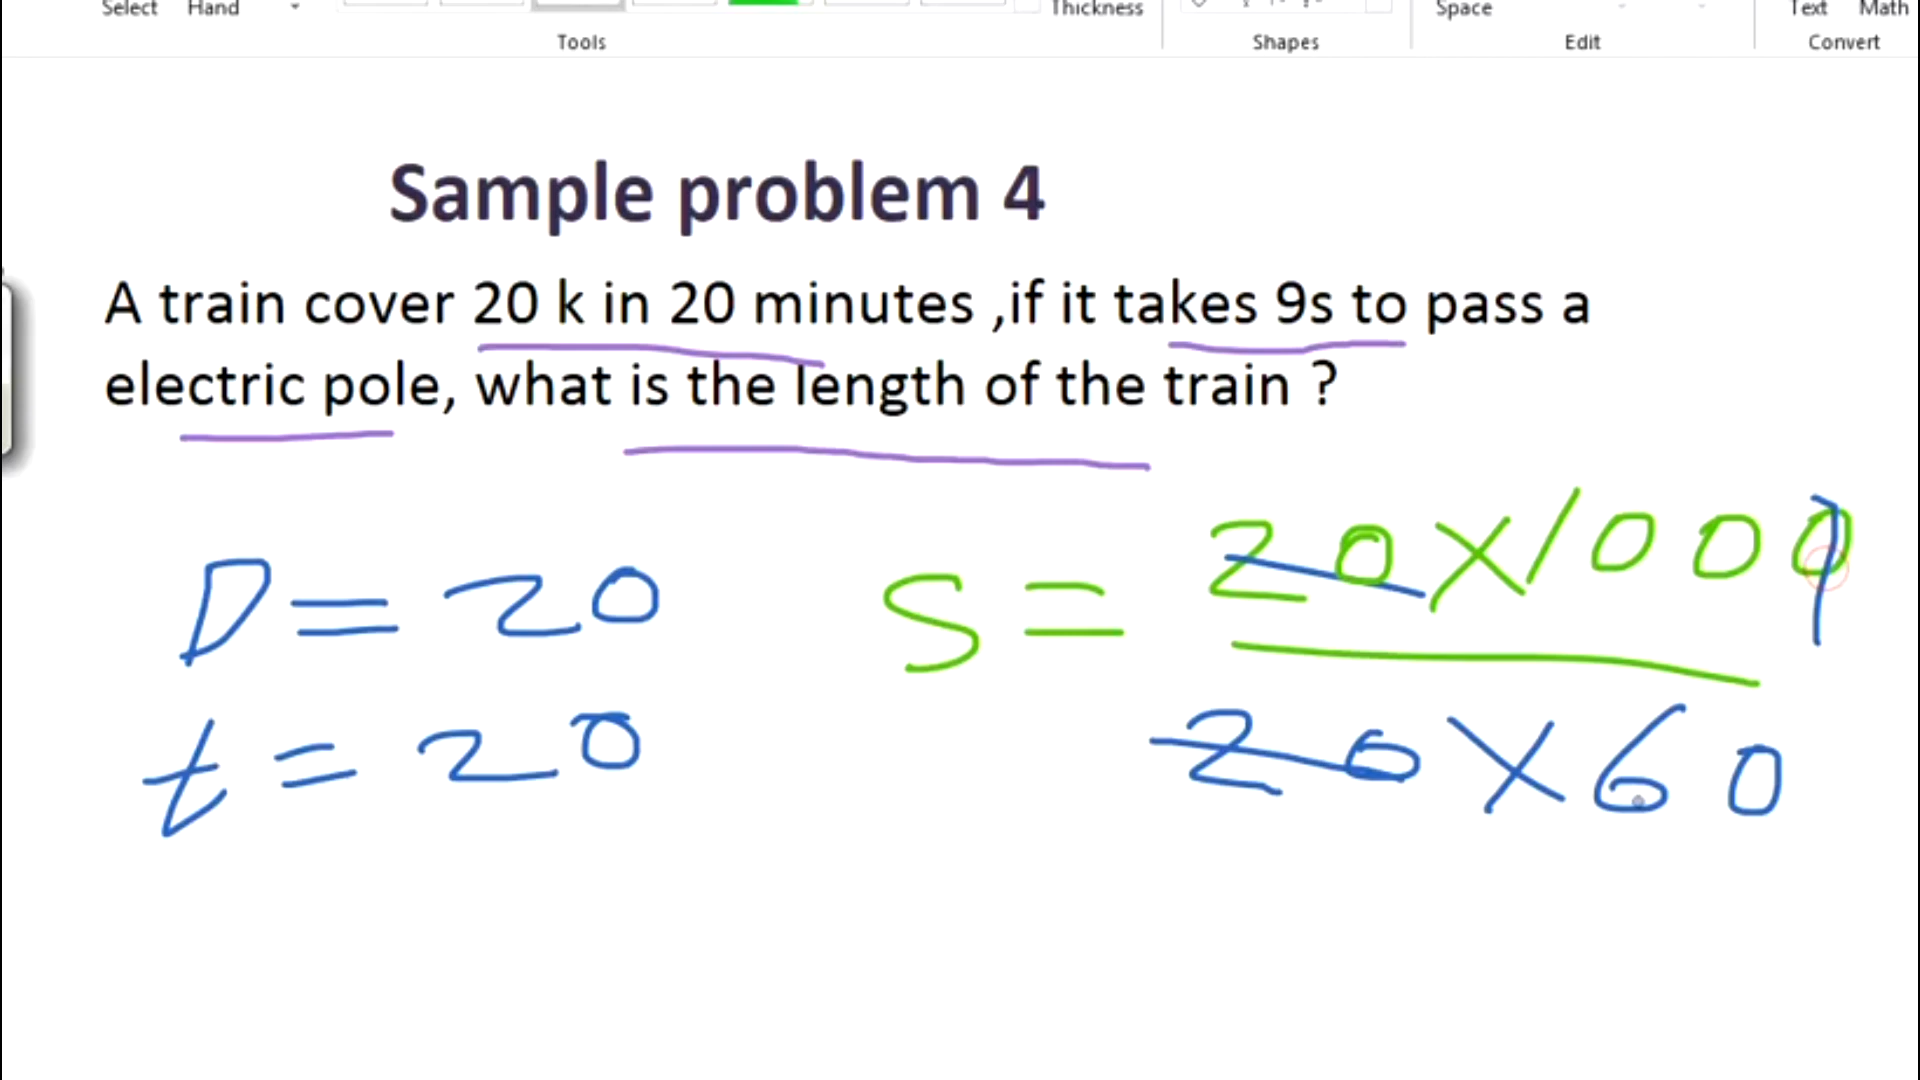 Select Hand Thickness Space Text Math
Tools Shapes Edit Convert
Sample problem 4
A train cover 20 k in 20 minutes ,if it takes 9s to pass a
electric pole, what is the length of the train ?
D = 20
t = 20
S = 20 X 1000
20 X 60